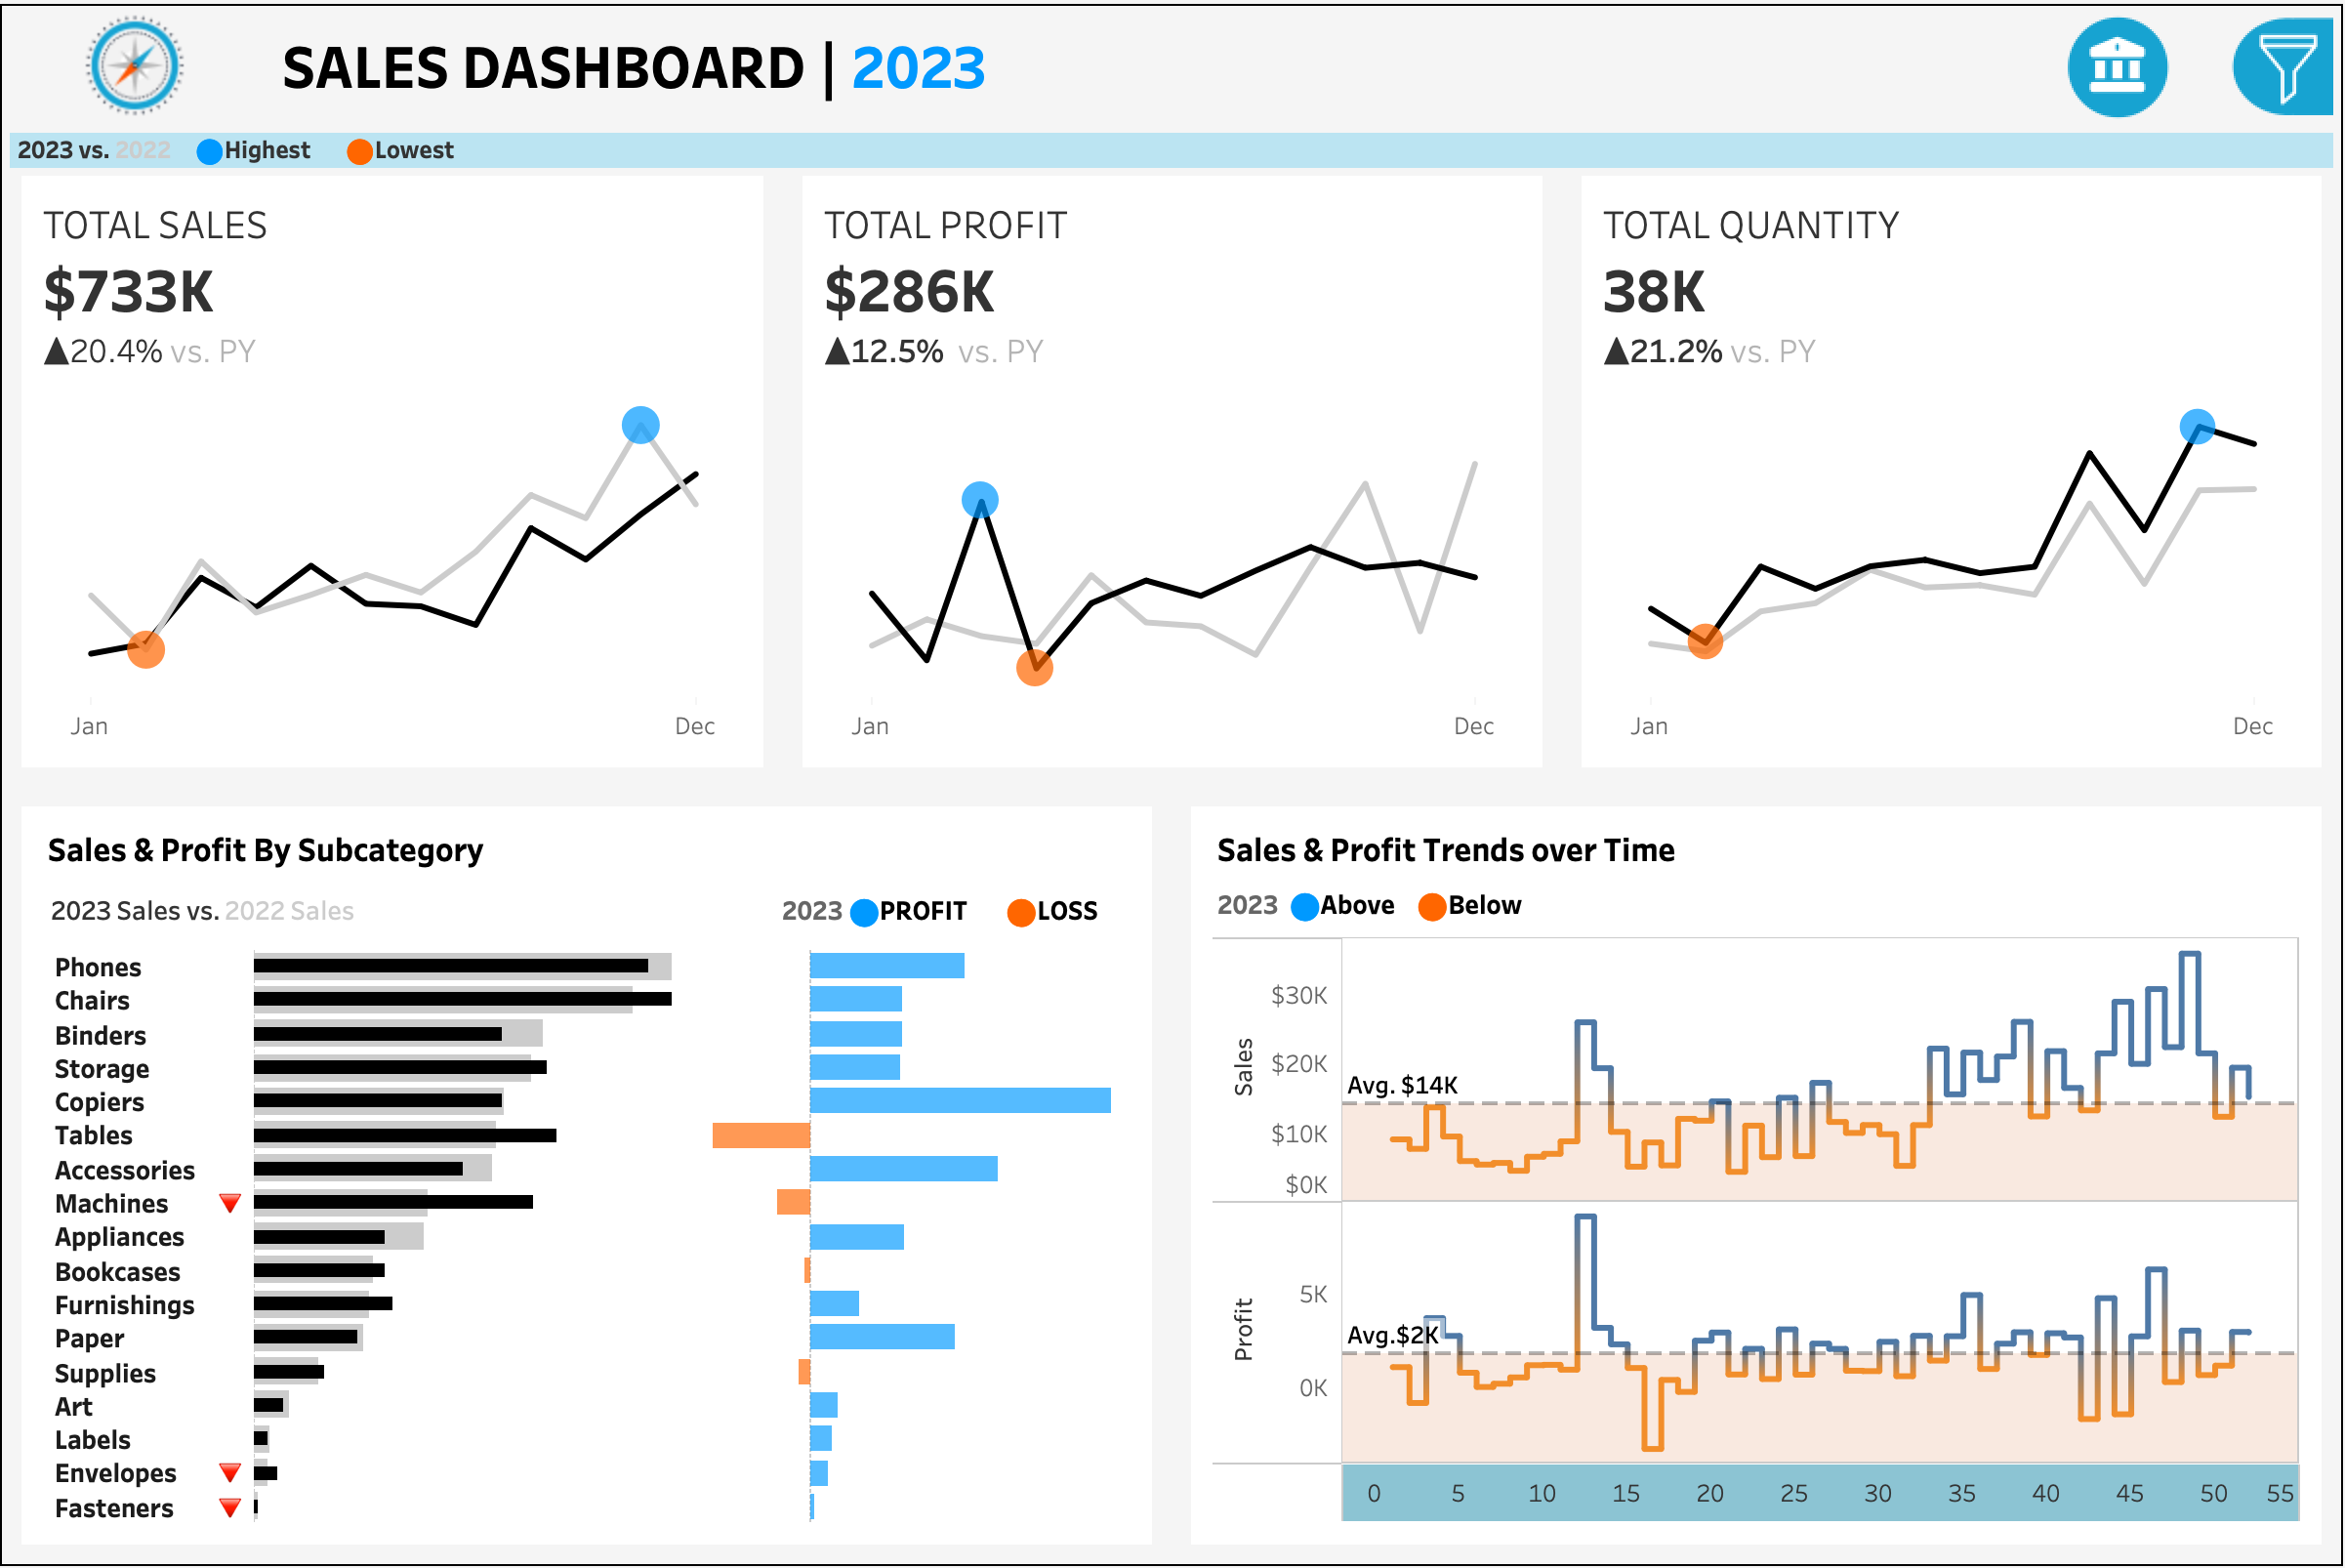 SALES DASHBOARD | 2023
2023 vs. 2022 Highest Lowest
TOTAL SALES
$733K
▲20.4% vs. PY
Jan Dec
TOTAL PROFIT
$286K
▲12.5% vs. PY
Jan Dec
TOTAL QUANTITY
38K
▲21.2% vs. PY
Jan Dec
Sales & Profit By Subcategory
2023 Sales vs. 2022 Sales
2023 PROFIT LOSS
Phones
Chairs
Binders
Storage
Copiers
Tables
Accessories
Machines
Appliances
Bookcases
Furnishings
Paper
Supplies
Art
Labels
Envelopes
Fasteners
Sales & Profit Trends over Time
2023 Above Below
Sales
$30K
$20K
Avg. $14K
$10K
$0K
Profit
5K
Avg.$2K
0K
0 5 10 15 20 25 30 35 40 45 50 55